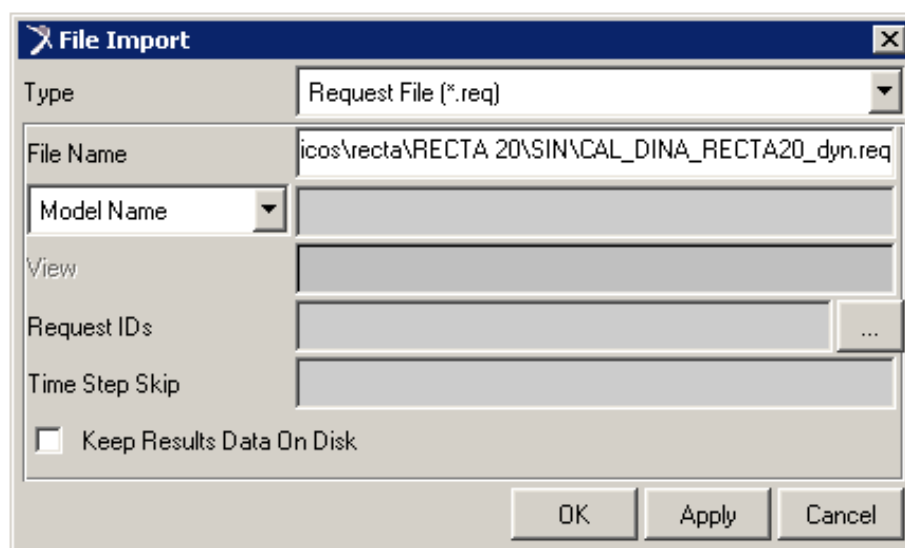 File Import
Type Request File (*.req)
File Name icos\recta\RECTA 20\SIN\CAL_DINA_RECTA20_dyn.req
Model Name
View
Request IDs ...
Time Step Skip
Keep Results Data On Disk
OK Apply Cancel